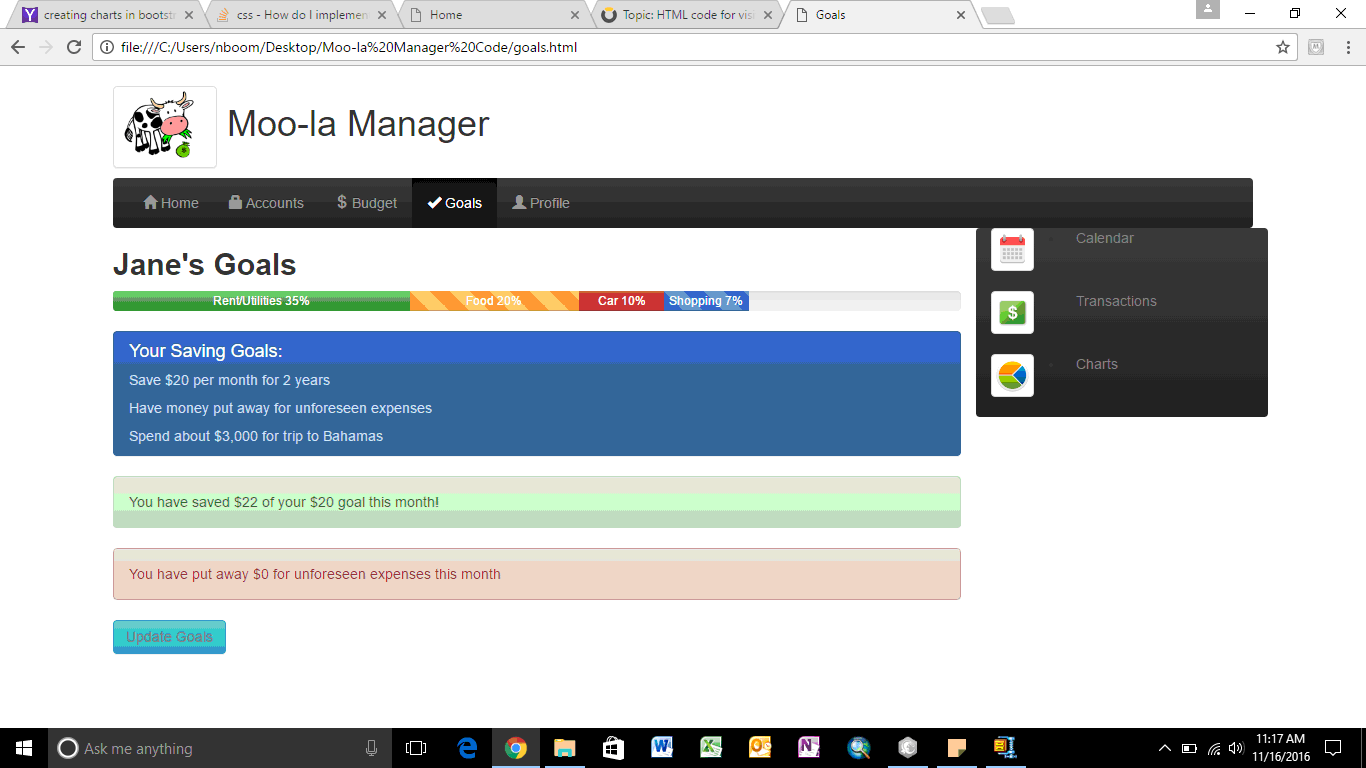 creating charts in bootstr
css - How do I implemen
Home
Topic: HTML code for vis
Goals
file:///C:/Users/nboom/Desktop/Moo-la%20Manager%20Code/goals.html
Moo-la Manager
Home Accounts $ Budget Goals Profile
Calendar
Jane's Goals
Rent/Utilities 35% Food 20% Car 10% Shopping 7%
$ Transactions
Your Saving Goals:
Charts
Save $20 per month for 2 years
Have money put away for unforeseen expenses
Spend about $3,000 for trip to Bahamas
You have saved $22 of your $20 goal this month!
You have put away $0 for unforeseen expenses this month
Update Goals
Ask me anything
11:17 AM
11/16/2016